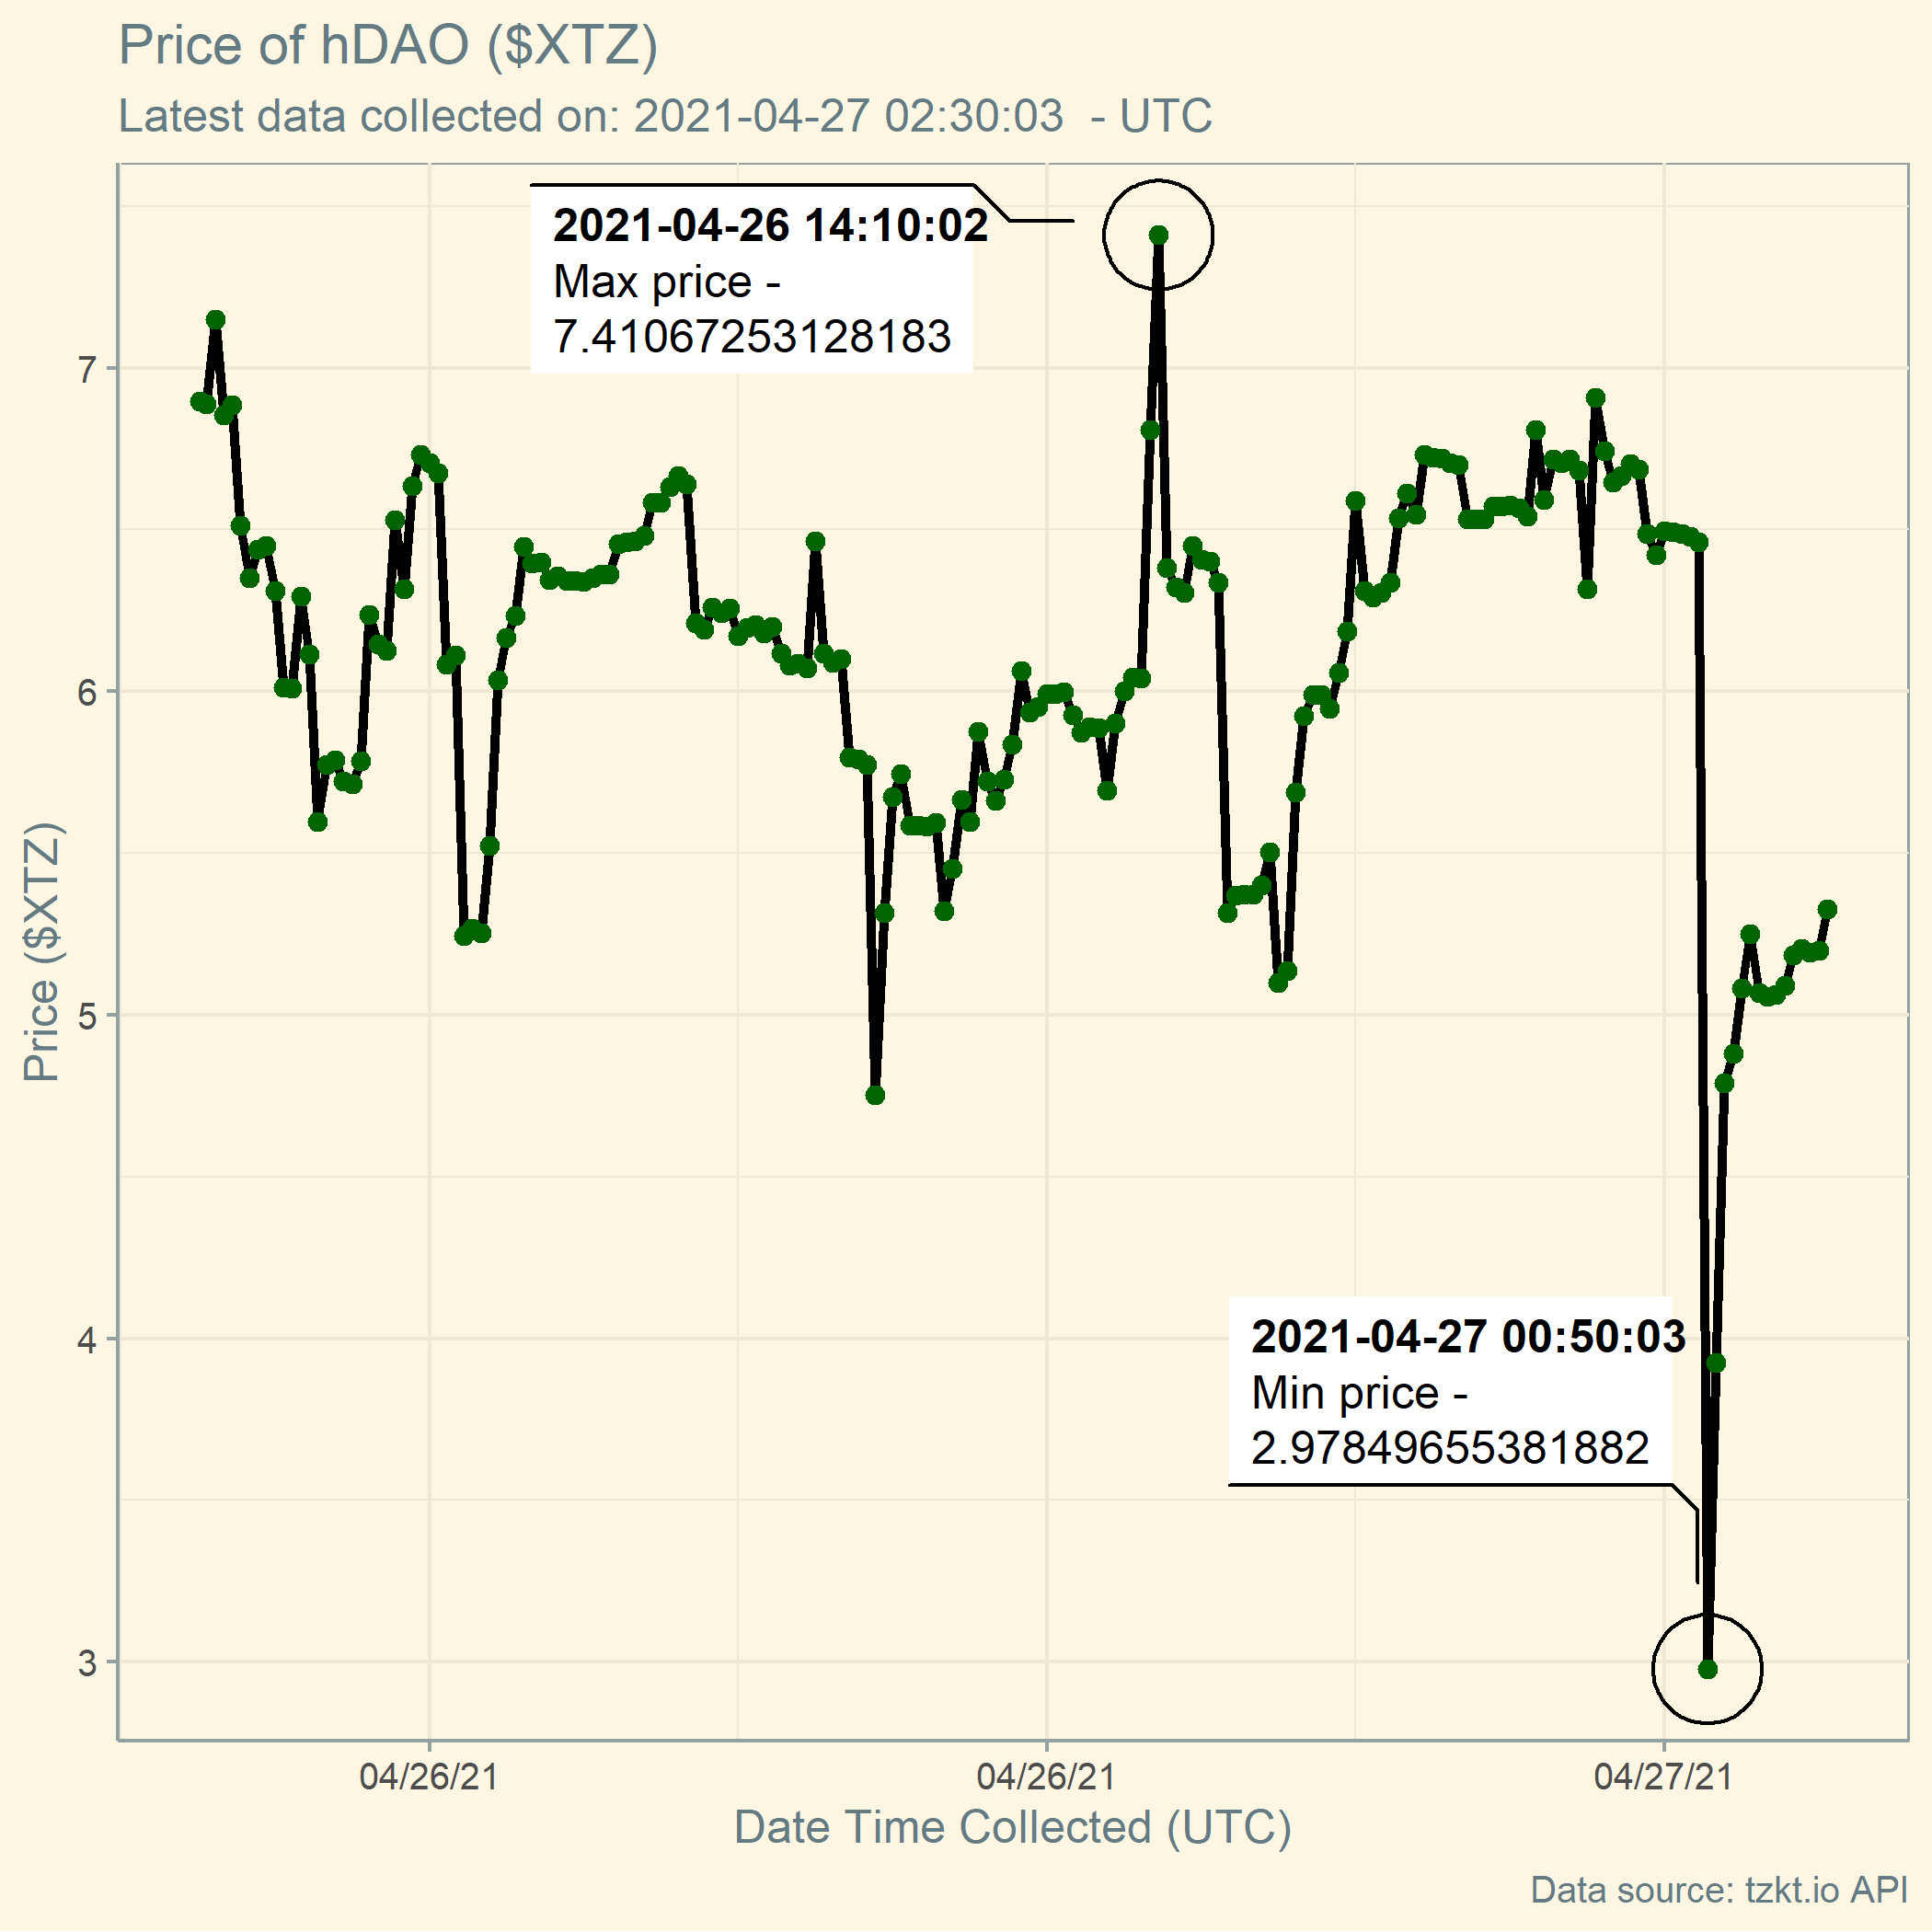 Price of hDAO ($XTZ)
Latest data collected on: 2021-04-27 02:30:03  - UTC
2021-04-26 14:10:02
Max price -
7.41067253128183
7
6
5
4
3
Price ($XTZ)
2021-04-27 00:50:03
Min price -
2.97849655381882
04/26/21
04/26/21
04/27/21
Date Time Collected (UTC)
Data source: tzkt.io API